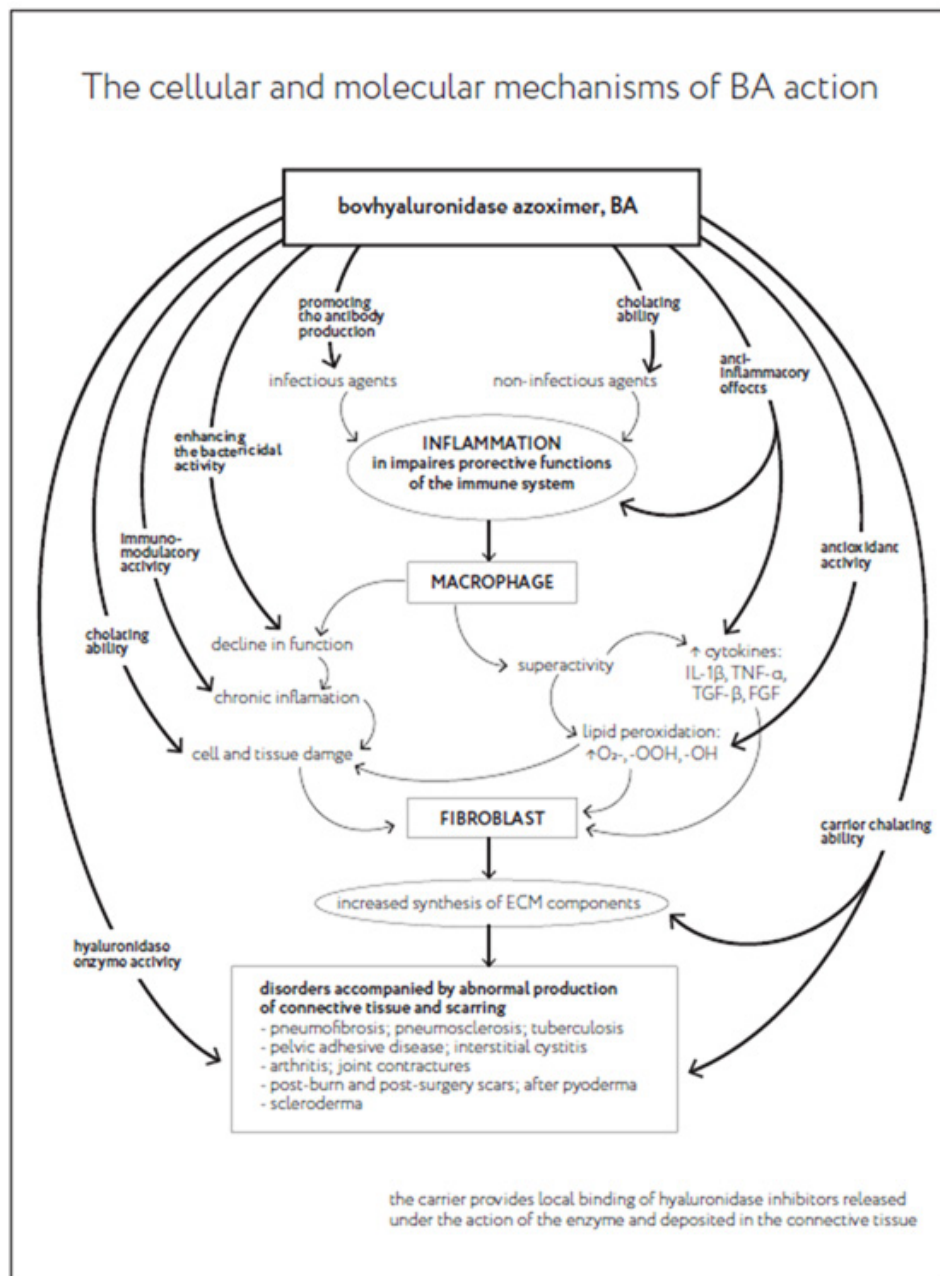 The cellular and molecular mechanisms of BA action
bovhyaluronidase azoximer, BA
promoting
tho antibody
production
cholating
ability
anti-
inflammatory
offocts
infectious agents
non-infectious agents
enhancing
the bactericidal
activity
INFLAMMATION
in impaires prorective functions
of the immune system
immuno-
modulatory
activity
antioxidant
activity
MACROPHAGE
cholating
ability
decline in function
superactivity
↑ cytokines:
IL-1β, TNF-α,
TGF-β, FGF
chronic inflamation
lipid peroxidation:
↑O₂-, -OOH, -OH
cell and tissue damge
FIBROBLAST
carrier chalating
ability
increased synthesis of ECM components
hyaluronidaso
onzymo activity
disorders accompanied by abnormal production
of connective tissue and scarring
- pneumofibrosis; pneumosclerosis; tuberculosis
- pelvic adhesive disease; interstitial cystitis
- arthritis; joint contractures
- post-burn and post-surgery scars; after pyoderma
- scleroderma
the carrier provides local binding of hyaluronidase inhibitors released
under the action of the enzyme and deposited in the connective tissue